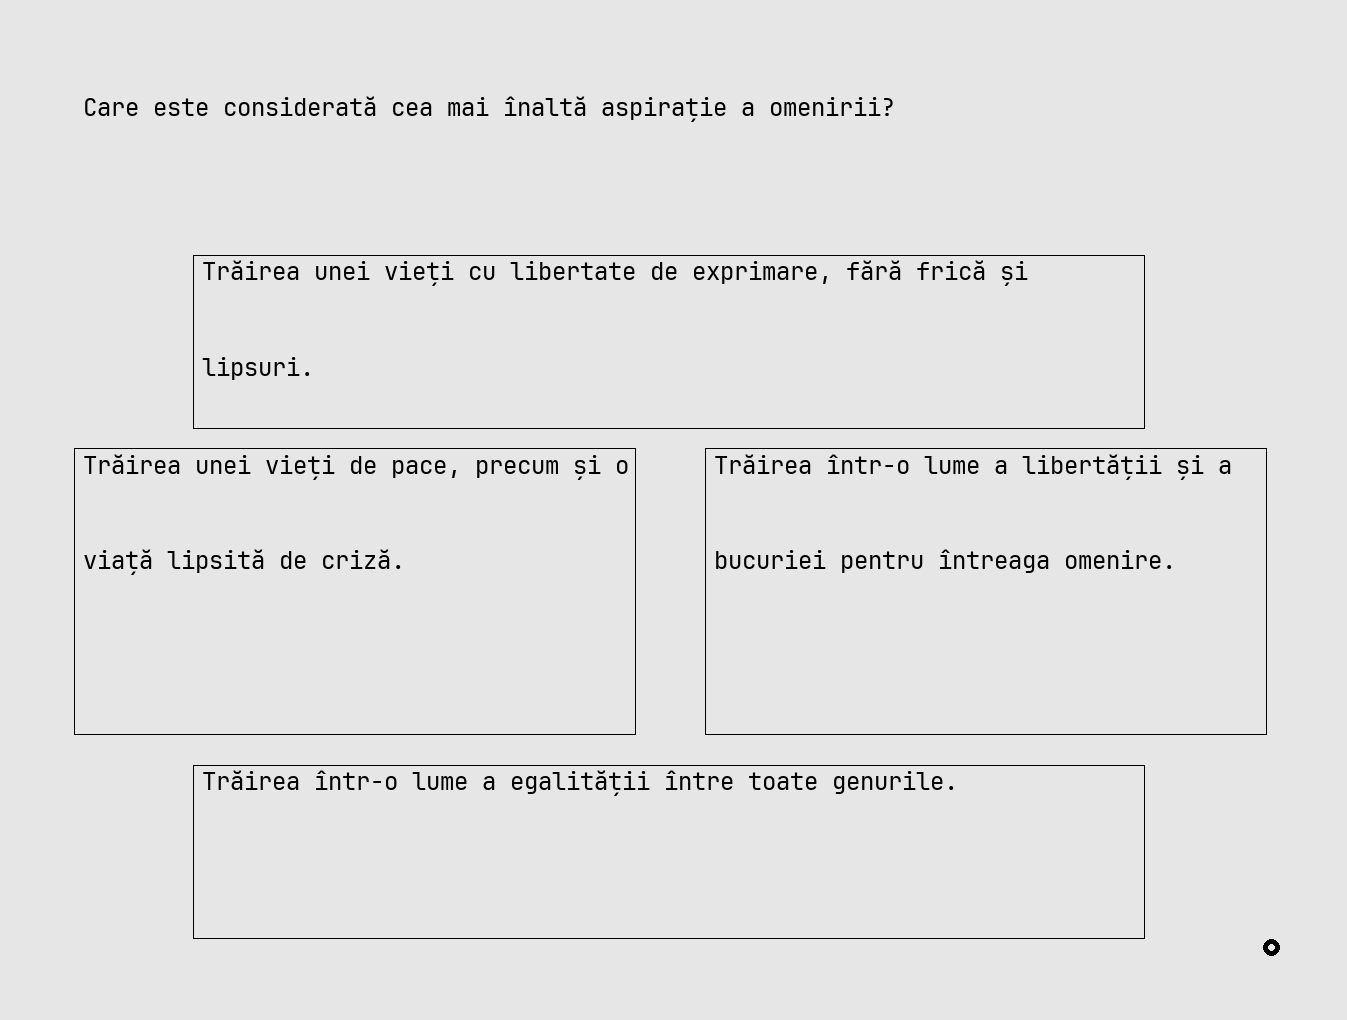 Care este considerată cea mai înaltă aspirație a omenirii?
Trăirea unei vieți cu libertate de exprimare, fără frică și
lipsuri.
Trăirea unei vieți de pace, precum și o
viață lipsită de criză.
Trăirea într-o lume a libertății și a
bucuriei pentru întreaga omenire.
Trăirea într-o lume a egalității între toate genurile.